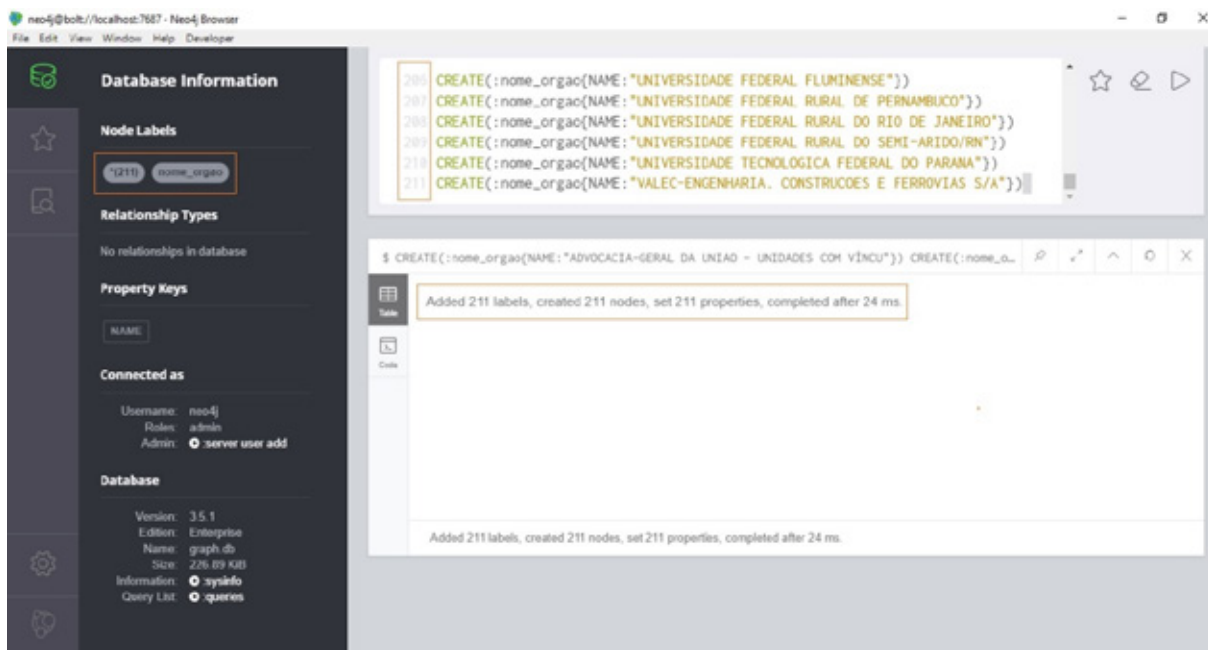 neo4j@bolt://localhost:7687 - Neo4j Browser
File Edit View Window Help Developer
Database Information
Node Labels
*(211) nome_orgao
Relationship Types
No relationships in database
Property Keys
NAME
Connected as
Username: neo4j
Roles: admin
Admin: :server user add
Database
Version: 3.5.1
Edition: Enterprise
Name: graph.db
Size: 226.89 KiB
Information: :sysinfo
Query List: :queries
206 CREATE(:nome_orgao{NAME:"UNIVERSIDADE FEDERAL FLUMINENSE"})
207 CREATE(:nome_orgao{NAME:"UNIVERSIDADE FEDERAL RURAL DE PERNAMBUCO"})
208 CREATE(:nome_orgao{NAME:"UNIVERSIDADE FEDERAL RURAL DO RIO DE JANEIRO"})
209 CREATE(:nome_orgao{NAME:"UNIVERSIDADE FEDERAL RURAL DO SEMI-ARIDO/RN"})
210 CREATE(:nome_orgao{NAME:"UNIVERSIDADE TECNOLOGICA FEDERAL DO PARANA"})
211 CREATE(:nome_orgao{NAME:"VALEC-ENGENHARIA. CONSTRUCOES E FERROVIAS S/A"})
$ CREATE(:nome_orgao{NAME:"ADVOCACIA-GERAL DA UNIAO - UNIDADES COM VÍNCU"}) CREATE(:nome_o…
Table
Added 211 labels, created 211 nodes, set 211 properties, completed after 24 ms.
Code
Added 211 labels, created 211 nodes, set 211 properties, completed after 24 ms.